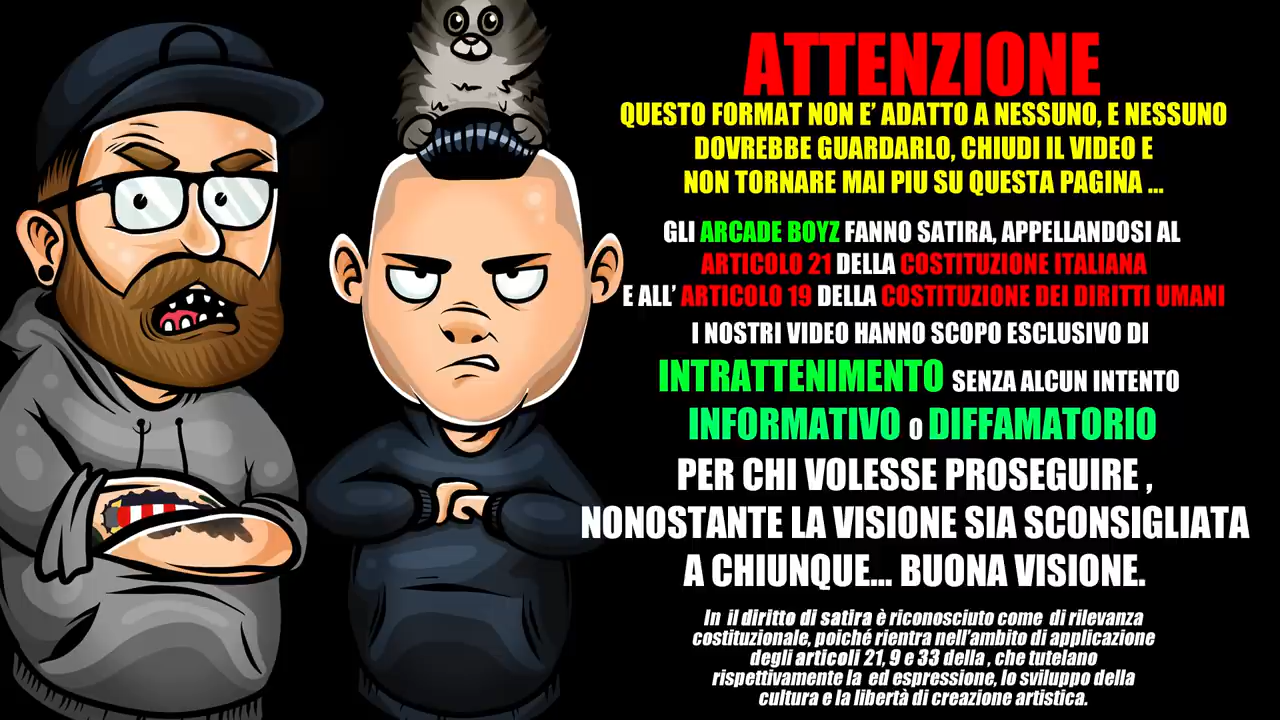 ATTENZIONE
QUESTO FORMAT NON E' ADATTO A NESSUNO, E NESSUNO
DOVREBBE GUARDARLO, CHIUDI IL VIDEO E
NON TORNARE MAI PIU SU QUESTA PAGINA ...
GLI ARCADE BOYZ FANNO SATIRA, APPELLANDOSI AL
ARTICOLO 21 DELLA COSTITUZIONE ITALIANA
E ALL' ARTICOLO 19 DELLA COSTITUZIONE DEI DIRITTI UMANI
I NOSTRI VIDEO HANNO SCOPO ESCLUSIVO DI
INTRATTENIMENTO SENZA ALCUN INTENTO
INFORMATIVO O DIFFAMATORIO
PER CHI VOLESSE PROSEGUIRE ,
NONOSTANTE LA VISIONE SIA SCONSIGLIATA
A CHIUNQUE... BUONA VISIONE.
In il diritto di satira è riconosciuto come di rilevanza
costituzionale, poiché rientra nell'ambito di applicazione
degli articoli 21, 9 e 33 della , che tutelano
rispettivamente la ed espressione, lo sviluppo della
cultura e la libertà di creazione artistica.